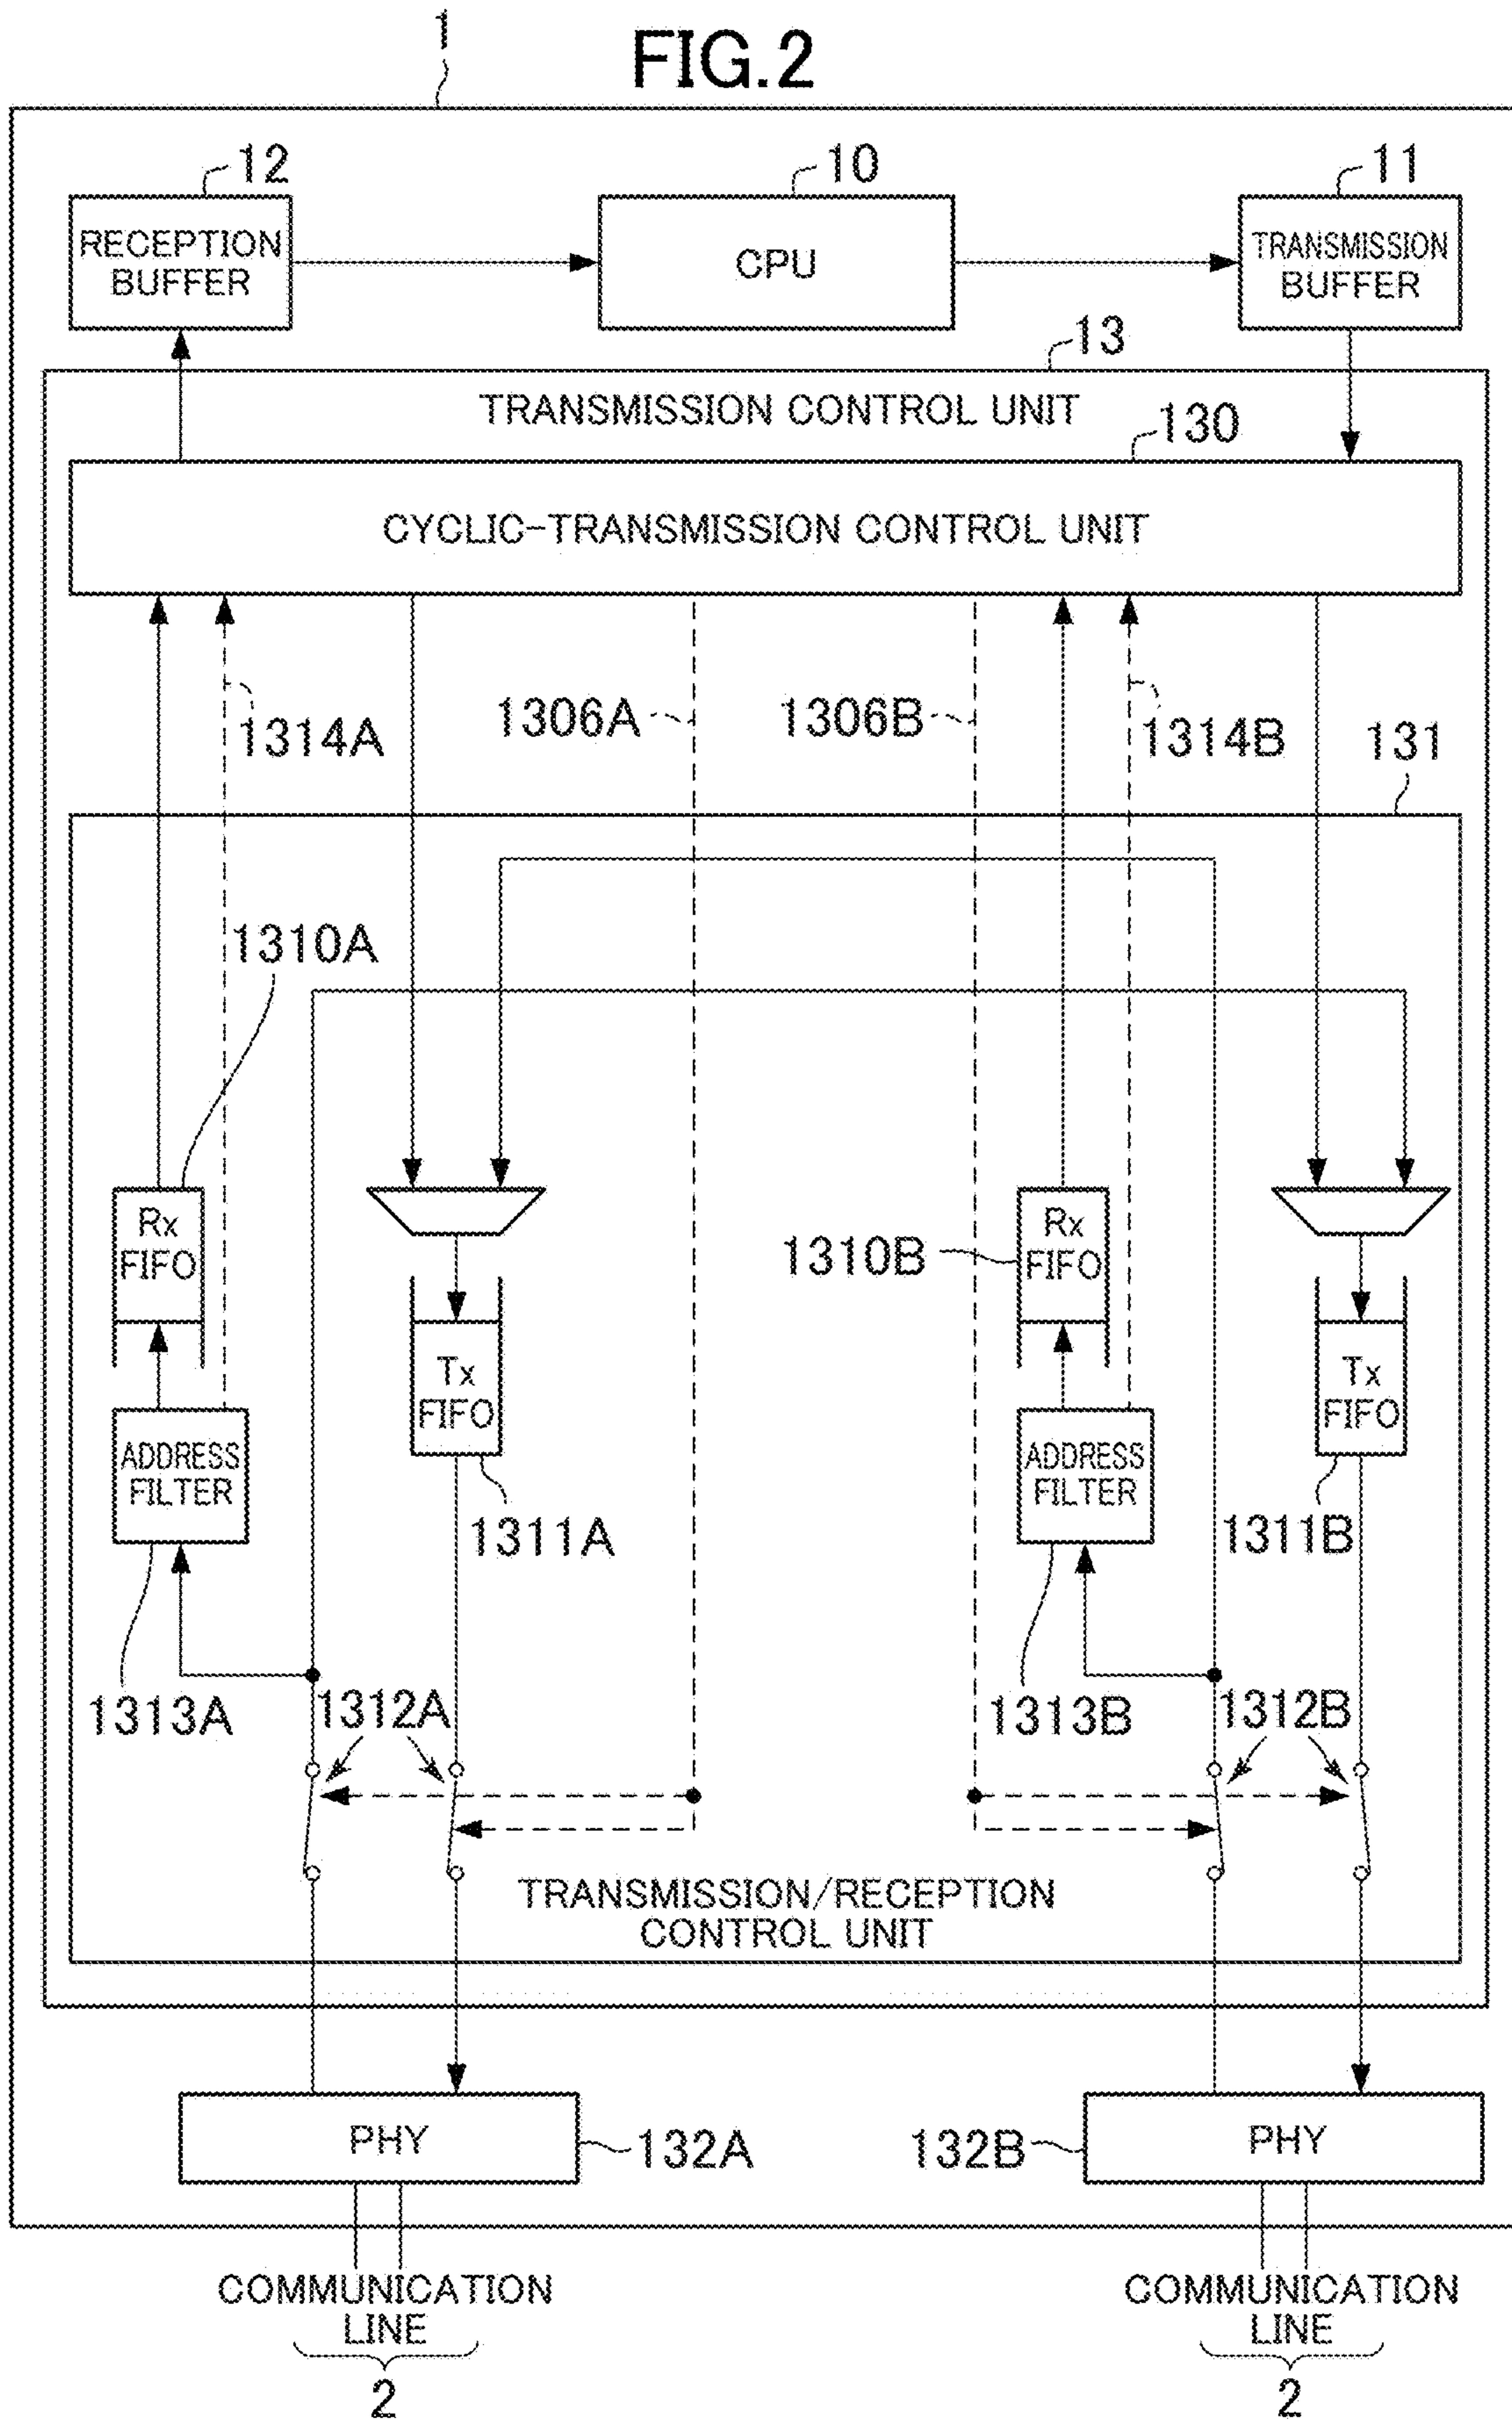 1
FIG.2
12
10
11
RECEPTION
BUFFER
CPU
TRANSMISSION
BUFFER
13
TRANSMISSION CONTROL UNIT
130
CYCLIC-TRANSMISSION CONTROL UNIT
1314A
1306A
1306B
1314B
131
1310A
Rx
FIFO
Rx
FIFO
1310B
Tx
FIFO
Tx
FIFO
ADDRESS
FILTER
ADDRESS
FILTER
1311A
1311B
1313A
1312A
1313B
1312B
TRANSMISSION/RECEPTION
CONTROL UNIT
PHY
132A
132B
PHY
COMMUNICATION
LINE
2
COMMUNICATION
LINE
2